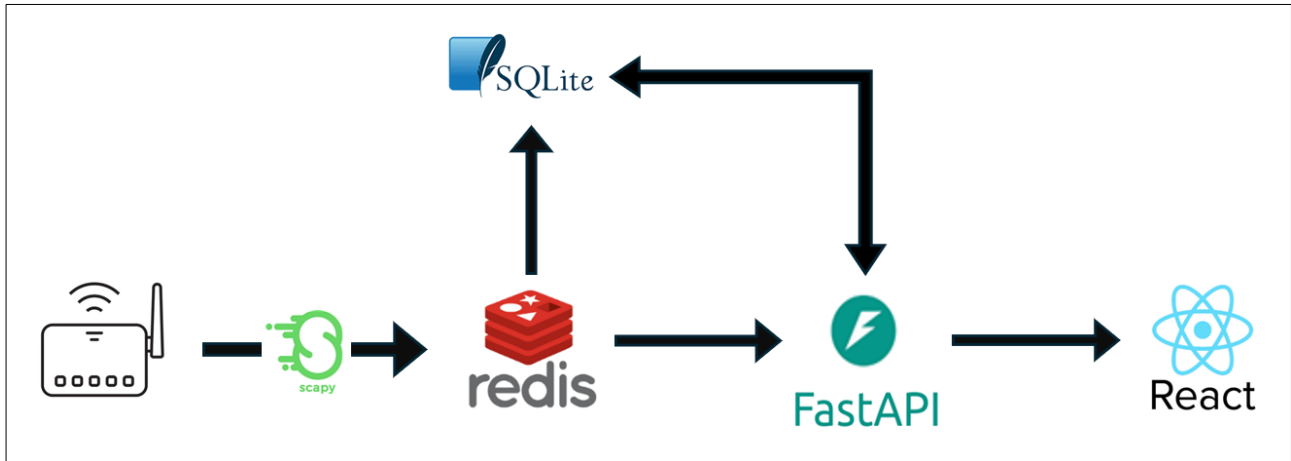 SQLite
scapy
redis
FastAPI
React